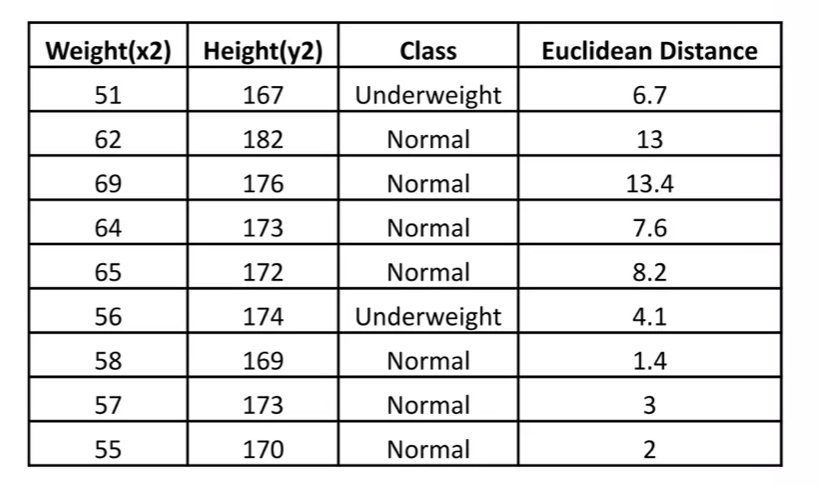 Weight(x2) Height(y2) Class Euclidean Distance
51 167 Underweight 6.7
62 182 Normal 13
69 176 Normal 13.4
64 173 Normal 7.6
65 172 Normal 8.2
56 174 Underweight 4.1
58 169 Normal 1.4
57 173 Normal 3
55 170 Normal 2